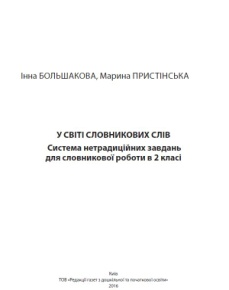 Інна БОЛЬШАКОВА, Марина ПРИСТІНСЬКА
У СВІТІ СЛОВНИКОВИХ СЛІВ
Система нетрадиційних завдань
для словникової роботи в 2 класі
Київ
ТОВ «Редакції газет з дошкільної та початкової освіти»
2016